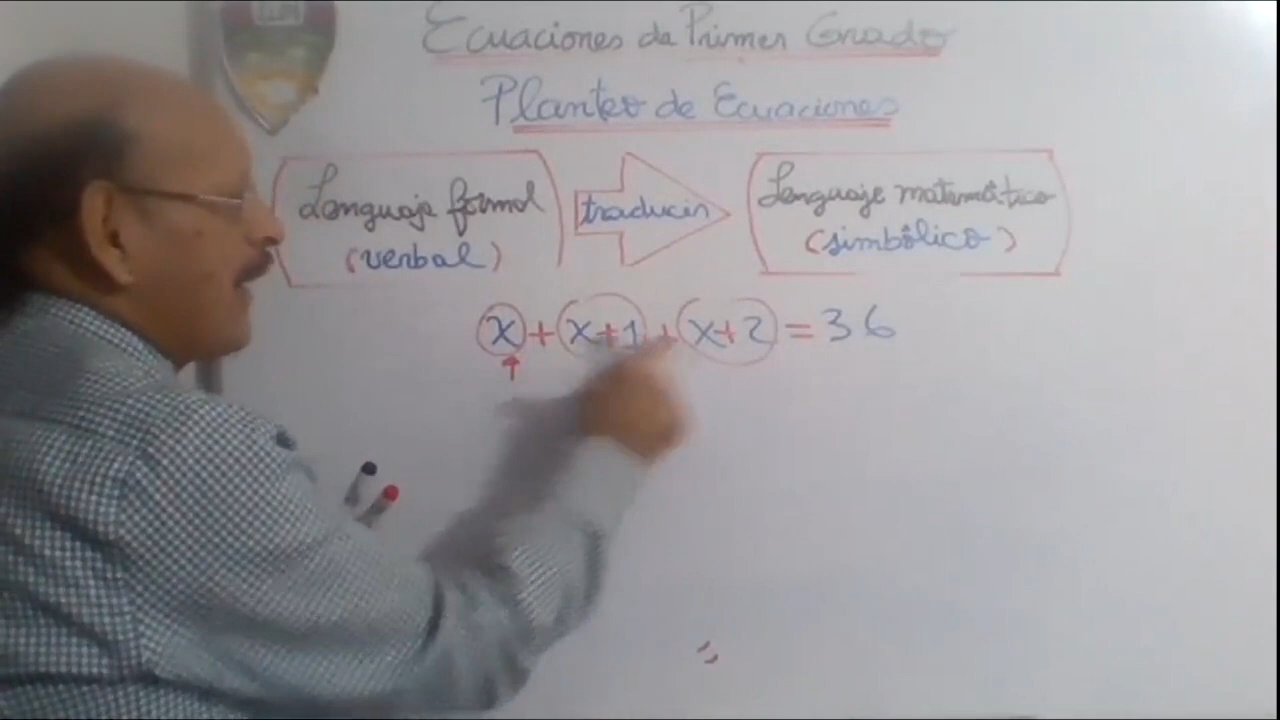 Ecuaciones de Primer Grado
Planteo de Ecuaciones
Lenguaje formal
(verbal)
traducir
Lenguaje matemático
(simbólico)
x + (x+1) + (x+2) = 36